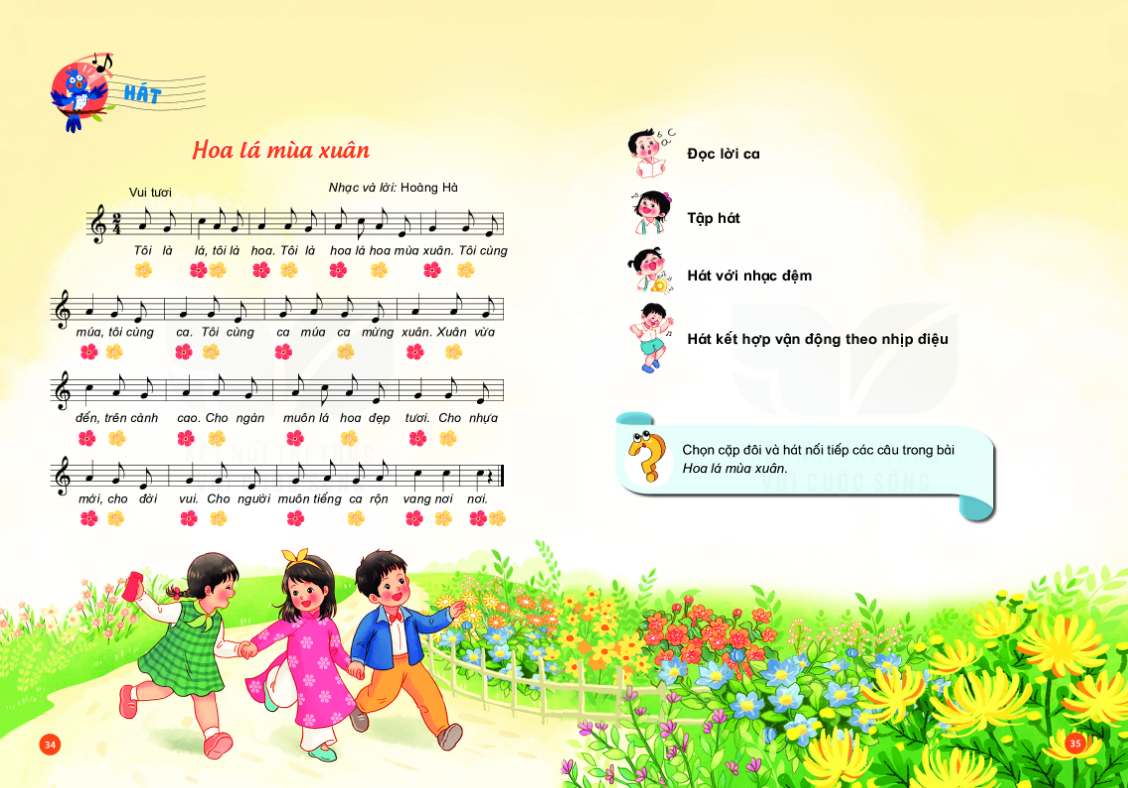 HÁT
Hoa lá mùa xuân
Vui tươi
Nhạc và lời: Hoàng Hà
2
4
Tôi là lá, tôi là hoa. Tôi là hoa lá hoa mùa xuân. Tôi cùng
múa, tôi cùng ca. Tôi cùng ca múa ca mừng xuân. Xuân vừa
đến, trên cành cao. Cho ngàn muôn lá hoa đẹp tươi. Cho nhựa
mới, cho đời vui. Cho người muôn tiếng ca rộn vang nơi nơi.
34
Đọc lời ca
Tập hát
Hát với nhạc đệm
Hát kết hợp vận động theo nhịp điệu
Chọn cặp đôi và hát nối tiếp các câu trong bài
Hoa lá mùa xuân.
VỚI CUỘC SỐNG
35